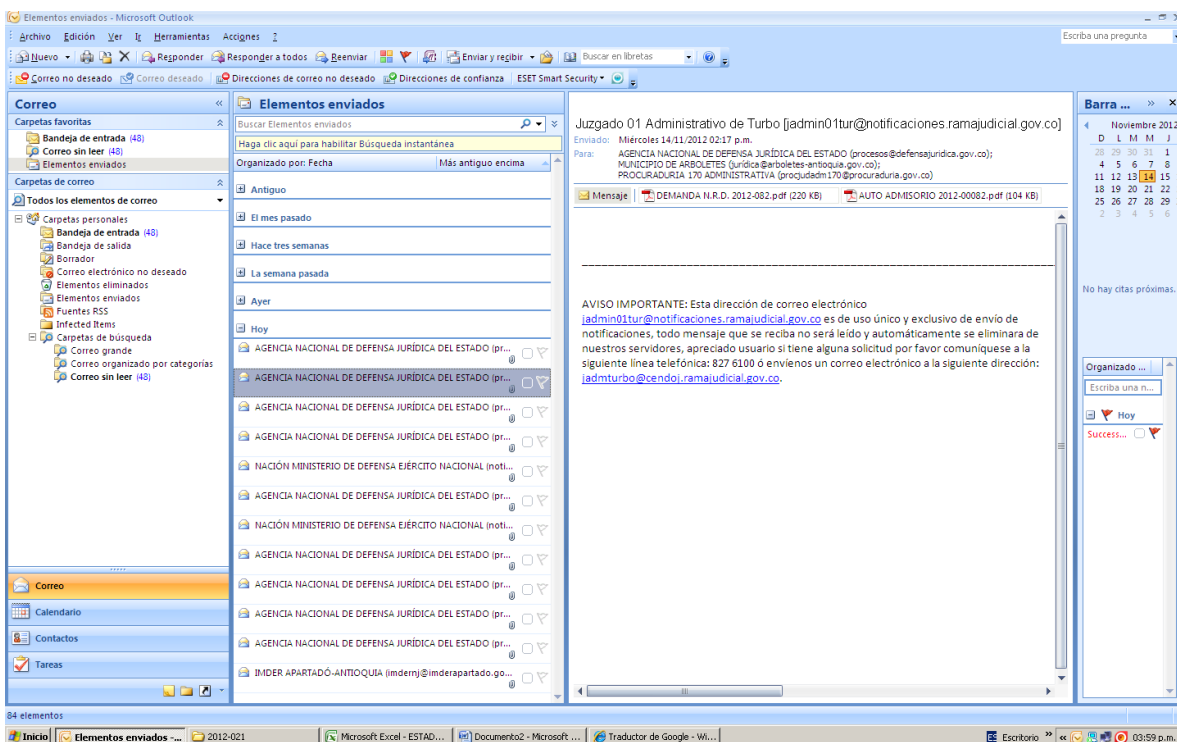 Elementos enviados - Microsoft Outlook
Archivo Edición Ver Ir Herramientas Acciones ?
Escriba una pregunta
Nuevo Responder Responder a todos Reenviar Enviar y recibir Buscar en libretas
Correo no deseado Correo deseado Direcciones de correo no deseado Direcciones de confianza ESET Smart Security
Correo
Carpetas favoritas
Bandeja de entrada (48)
Correo sin leer (48)
Elementos enviados
Carpetas de correo
Todos los elementos de correo
Carpetas personales
Bandeja de entrada (48)
Bandeja de salida
Borrador
Correo electrónico no deseado
Elementos eliminados
Elementos enviados
Fuentes RSS
Infected Items
Carpetas de búsqueda
Correo grande
Correo organizado por categorías
Correo sin leer (48)
Correo
Calendario
Contactos
Tareas
Elementos enviados
Buscar Elementos enviados
Haga clic aquí para habilitar Búsqueda instantánea
Organizado por: Fecha Más antiguo encima
Antiguo
El mes pasado
Hace tres semanas
La semana pasada
Ayer
Hoy
AGENCIA NACIONAL DE DEFENSA JURÍDICA DEL ESTADO (pr...
AGENCIA NACIONAL DE DEFENSA JURÍDICA DEL ESTADO (pr...
AGENCIA NACIONAL DE DEFENSA JURÍDICA DEL ESTADO (pr...
AGENCIA NACIONAL DE DEFENSA JURÍDICA DEL ESTADO (pr...
NACIÓN MINISTERIO DE DEFENSA EJÉRCITO NACIONAL (noti...
AGENCIA NACIONAL DE DEFENSA JURÍDICA DEL ESTADO (pr...
NACIÓN MINISTERIO DE DEFENSA EJÉRCITO NACIONAL (noti...
AGENCIA NACIONAL DE DEFENSA JURÍDICA DEL ESTADO (pr...
AGENCIA NACIONAL DE DEFENSA JURÍDICA DEL ESTADO (pr...
AGENCIA NACIONAL DE DEFENSA JURÍDICA DEL ESTADO (pr...
AGENCIA NACIONAL DE DEFENSA JURÍDICA DEL ESTADO (pr...
IMDER APARTADÓ-ANTIOQUIA (imdernj@imderapartado.go...
Juzgado 01 Administrativo de Turbo [jadmin01tur@notificaciones.ramajudicial.gov.co]
Enviado: Miércoles 14/11/2012 02:17 p.m.
Para: AGENCIA NACIONAL DE DEFENSA JURÍDICA DEL ESTADO (procesos@defensajuridica.gov.co);
MUNICIPIO DE ARBOLETES (jurídica@arboletes-antioquia.gov.co);
PROCURADURIA 170 ADMINISTRATIVA (procjudadm170@procuraduria.gov.co)
Mensaje DEMANDA N.R.D. 2012-082.pdf (220 KB) AUTO ADMISORIO 2012-00082.pdf (104 KB)
AVISO IMPORTANTE: Esta dirección de correo electrónico
jadmin01tur@notificaciones.ramajudicial.gov.co es de uso único y exclusivo de envío de
notificaciones, todo mensaje que se reciba no será leído y automáticamente se eliminara de
nuestros servidores, apreciado usuario si tiene alguna solicitud por favor comuníquese a la
siguiente línea telefónica: 827 6100 ó envíenos un correo electrónico a la siguiente dirección:
jadmturbo@cendoj.ramajudicial.gov.co.
Barra ...
Noviembre 2012
D L M M J
28 29 30 31 1
4 5 6 7 8
11 12 13 14 15
18 19 20 21 22
25 26 27 28 29
2 3 4 5 6
No hay citas próximas.
Organizado ...
Escriba una n...
Hoy
Success...
84 elementos
Inicio Elementos enviados -... 2012-021 Microsoft Excel - ESTAD... Documento2 - Microsoft ... Traductor de Google - Wi... Escritorio 03:59 p.m.